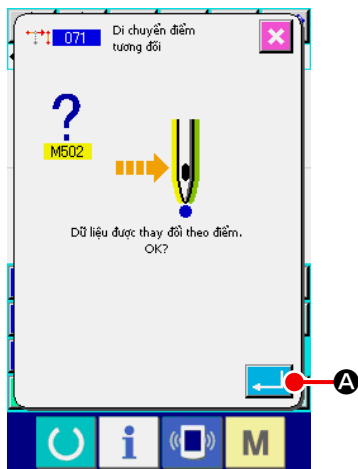 071
Di chuyển điểm
tương đối
?
M502
Dữ liệu được thay đổi theo điểm.
OK?
A
i
M